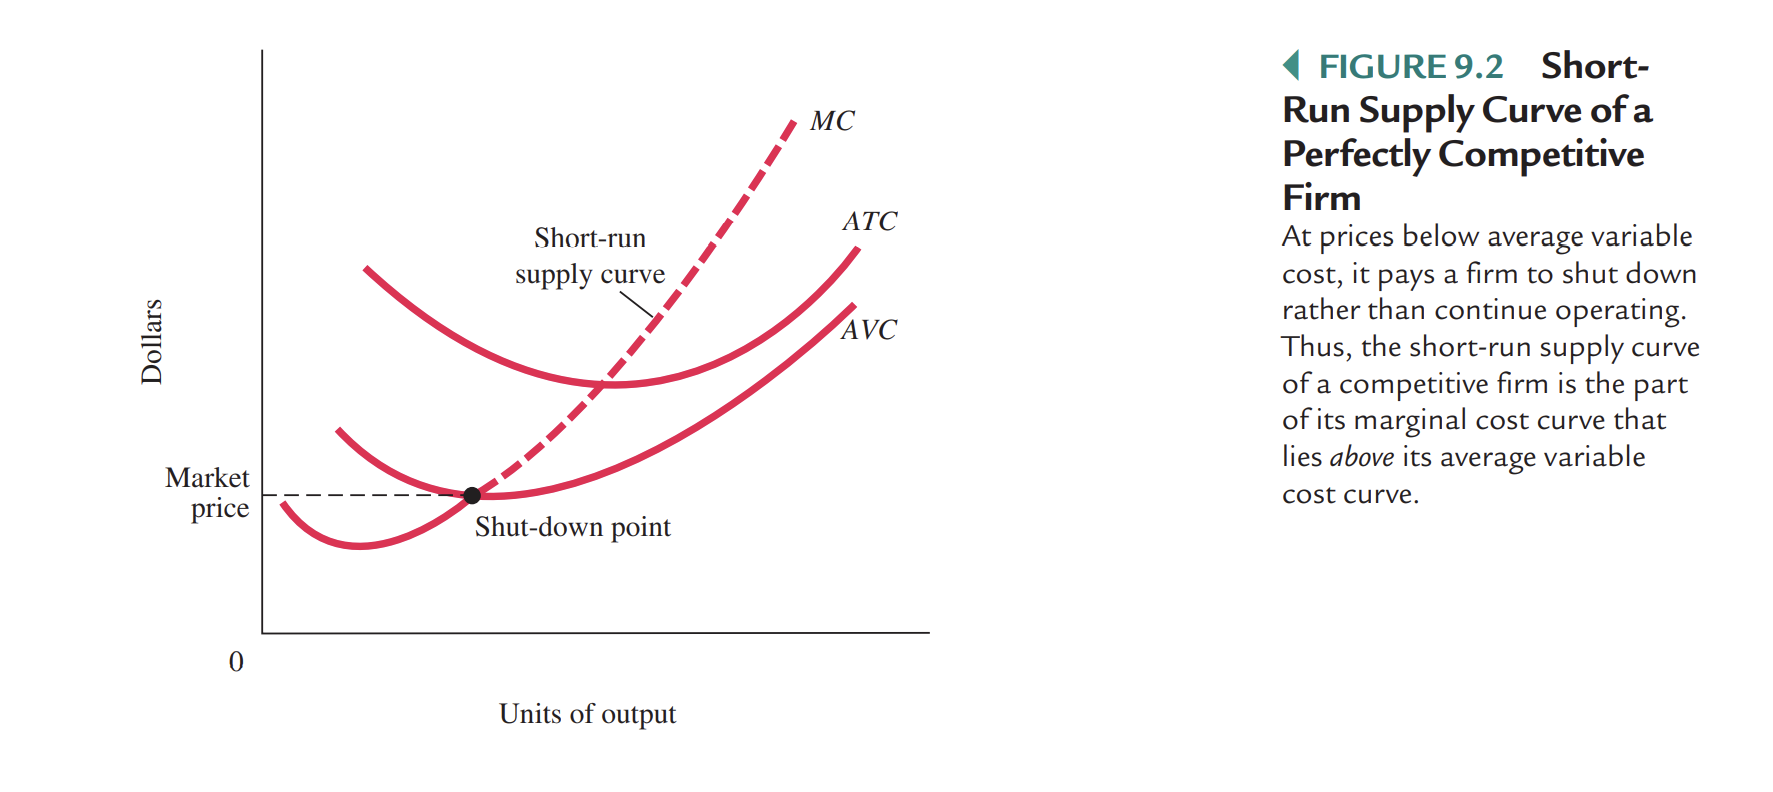 MC
ATC
Short-run
supply curve
Dollars
AVC
Market
price
Shut-down point
0
Units of output
FIGURE 9.2 Short-
Run Supply Curve of a
Perfectly Competitive
Firm
At prices below average variable
cost, it pays a firm to shut down
rather than continue operating.
Thus, the short-run supply curve
of a competitive firm is the part
of its marginal cost curve that
lies above its average variable
cost curve.